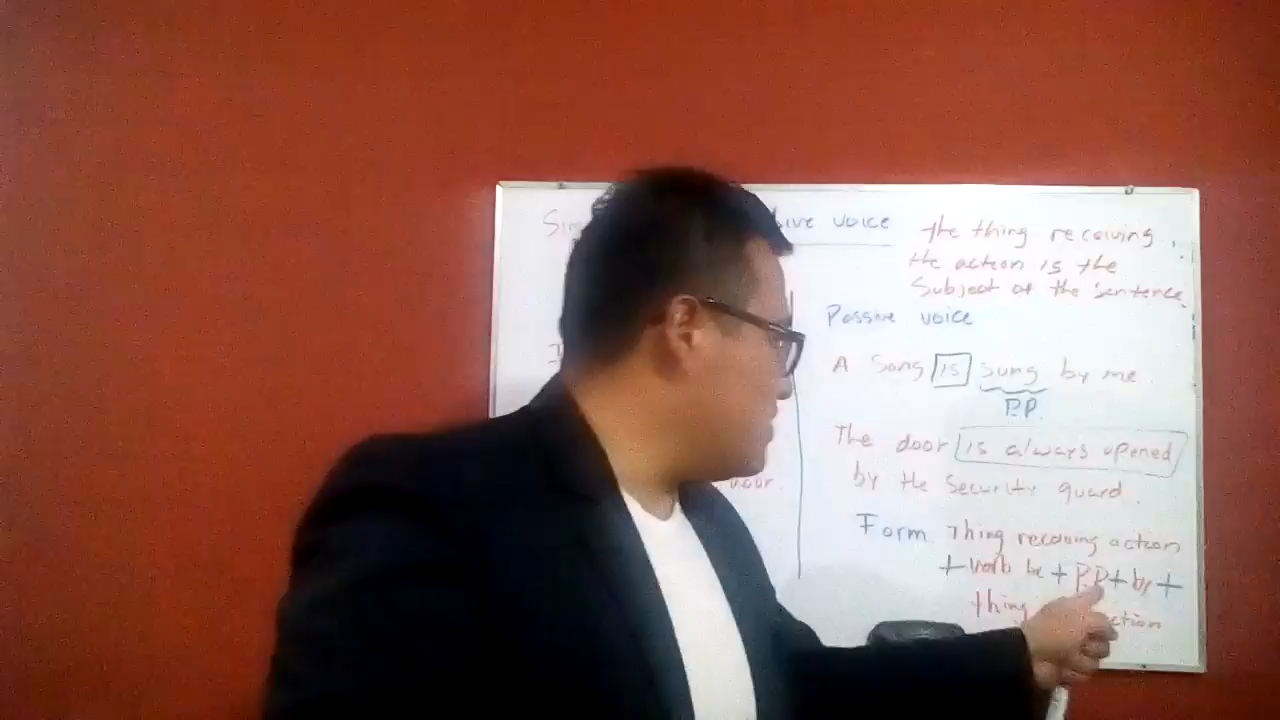 voice
the thing receiving
the action is the
subject of the sentence.
Passive voice
A song is sung by me.
P.P.
The door is always opened
by the security guard.
Form Thing receiving action
+ verb be + P.P + by +
thing